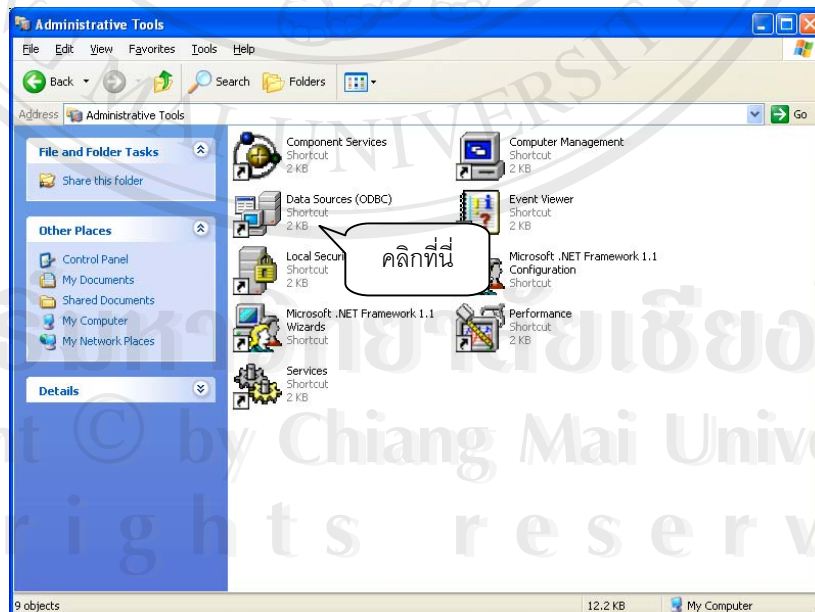 Administrative Tools
File Edit View Favorites Tools Help
Back Search Folders
Address Administrative Tools Go
File and Folder Tasks
Share this folder
Other Places
Control Panel
My Documents
Shared Documents
My Computer
My Network Places
Details
Component Services
Shortcut
2 KB
Computer Management
Shortcut
2 KB
Data Sources (ODBC)
Shortcut
2 KB
Event Viewer
Shortcut
2 KB
คลิกที่นี่
Local
Shortcut
2 KB
Microsoft .NET Framework 1.1
Configuration
Shortcut
Microsoft .NET Framework 1.1
Wizards
Shortcut
Performance
Shortcut
2 KB
Services
Shortcut
2 KB
9 objects 12.2 KB My Computer
UNIVERSITY
© by Chiang Mai
rights